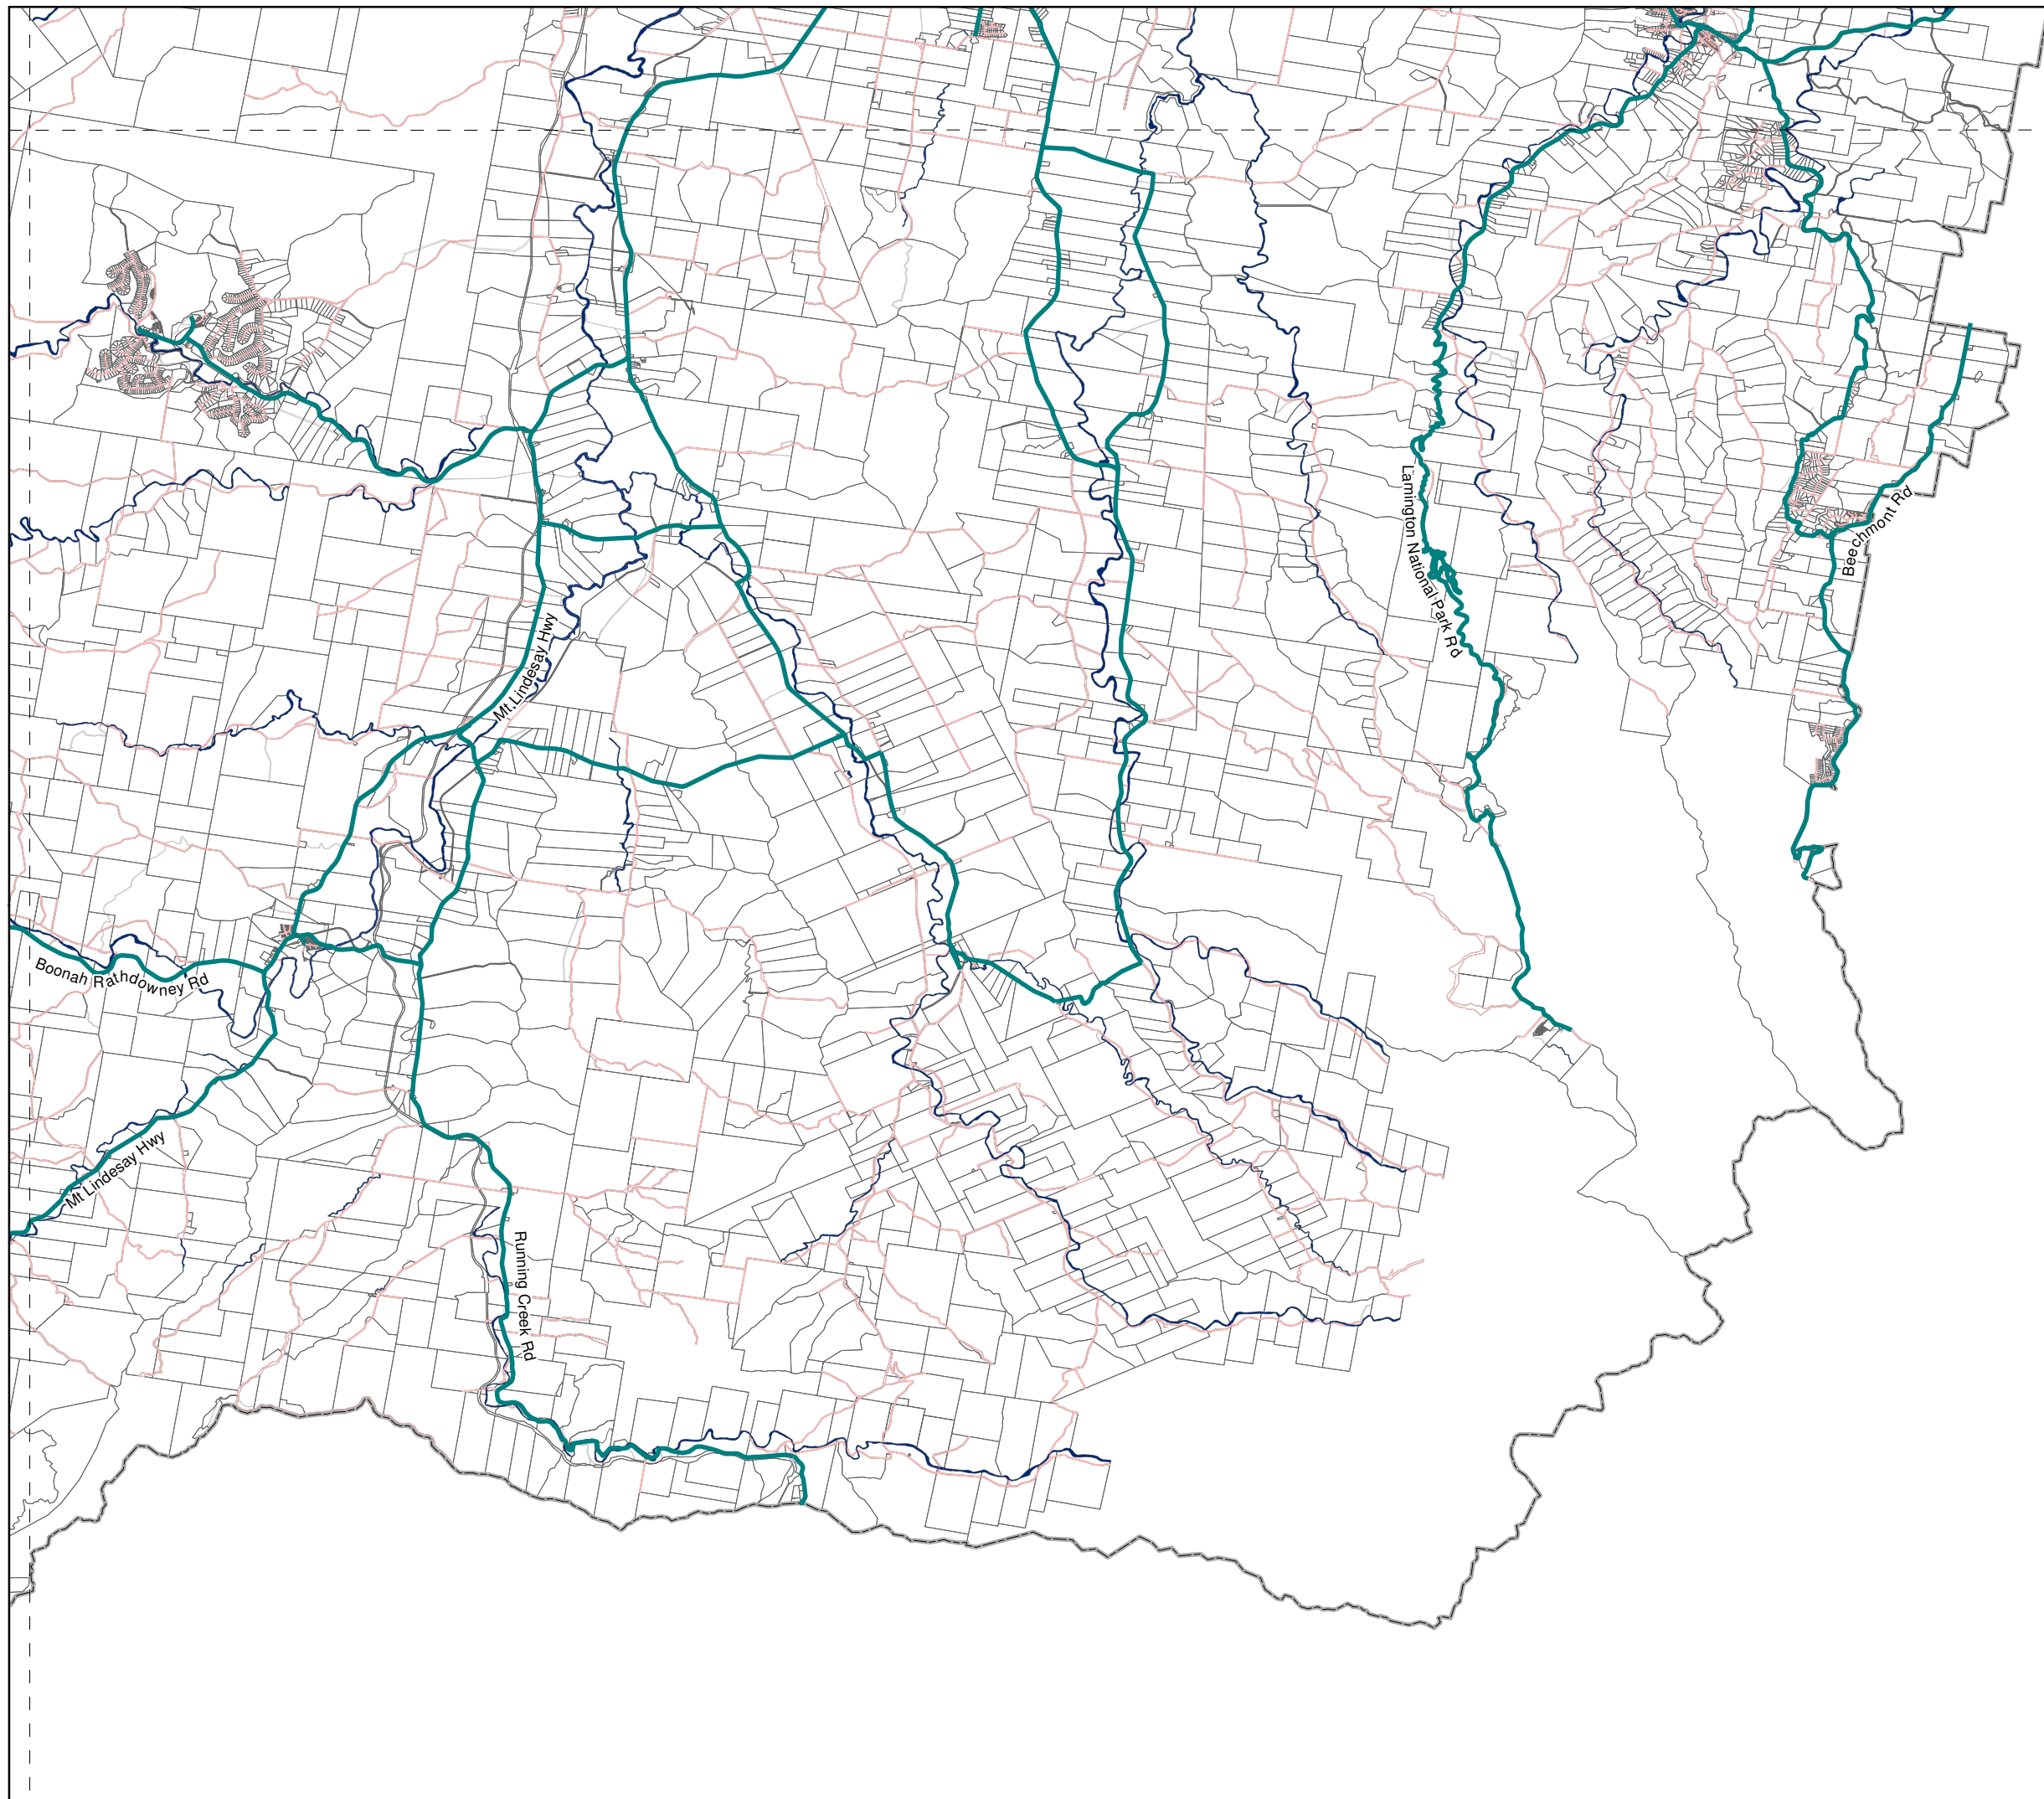 Lamington National Park Rd
Beechmont Rd
Mt Lindesay Hwy
Boonah Rathdowney Rd
Mt Lindesay Hwy
Running Creek Rd